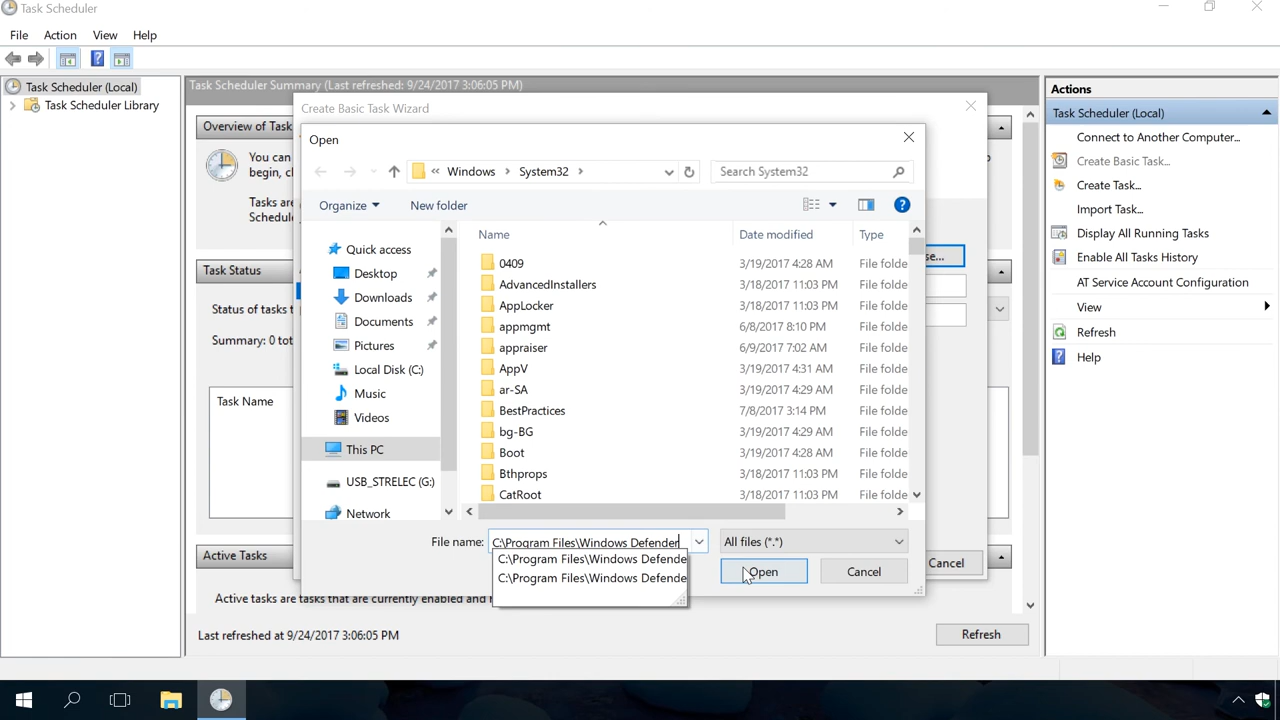 Task Scheduler
File Action View Help
Task Scheduler (Local)
Task Scheduler Library
Task Scheduler Summary (Last refreshed: 9/24/2017 3:06:05 PM)
Overview of Task
You can
begin, cl
Tasks are
Schedul
Task Status
Status of tasks t
Summary: 0 tot
Task Name
Active Tasks
Active tasks are tasks that are currently enabled and
Last refreshed at 9/24/2017 3:06:05 PM
Refresh
Create Basic Task Wizard
Cancel
Open
« Windows › System32 ›
Search System32
Organize
New folder
Quick access
Desktop
Downloads
Documents
Pictures
Local Disk (C:)
Music
Videos
This PC
USB_STRELEC (G:)
Network
Name Date modified Type
0409 3/19/2017 4:28 AM File folde
AdvancedInstallers 3/18/2017 11:03 PM File folde
AppLocker 3/18/2017 11:03 PM File folde
appmgmt 6/8/2017 8:10 PM File folde
appraiser 6/9/2017 7:02 AM File folde
AppV 3/19/2017 4:31 AM File folde
ar-SA 3/19/2017 4:29 AM File folde
BestPractices 7/8/2017 3:14 PM File folde
bg-BG 3/19/2017 4:29 AM File folde
Boot 3/19/2017 4:28 AM File folde
Bthprops 3/18/2017 11:03 PM File folde
CatRoot 3/18/2017 11:03 PM File folde
File name: C:\Program Files\Windows Defender
All files (*.*)
C:\Program Files\Windows Defende
C:\Program Files\Windows Defende
Open
Cancel
se...
Actions
Task Scheduler (Local)
Connect to Another Computer...
Create Basic Task...
Create Task...
Import Task...
Display All Running Tasks
Enable All Tasks History
AT Service Account Configuration
View
Refresh
Help